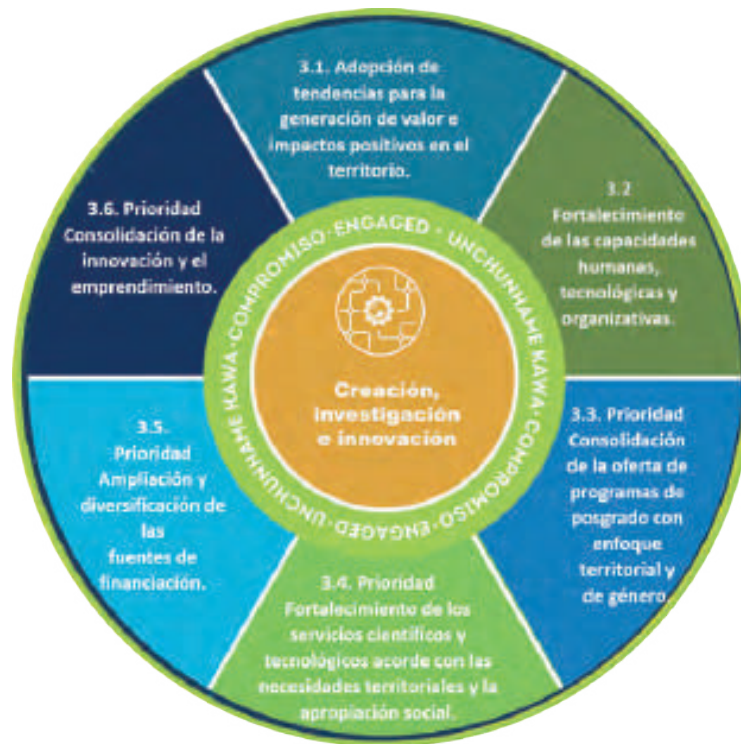 3.1. Adopción de
tendencias para la
generación de valor e
impactos positivos en el
territorio.
3.2
Fortalecimiento
de las capacidades
humanas,
tecnológicas y
organizativas.
3.3. Prioridad
Consolidación
de la oferta de
programas de
posgrado con
enfoque
territorial y
de género
3.4. Prioridad
Fortalecimiento de los
servicios científicos y
tecnológicos acorde con las
necesidades territoriales y la
apropiación social.
3.5.
Prioridad
Ampliación y
diversificación de
las
fuentes de
financiación.
3.6. Prioridad
Consolidación de la
innovación y el
emprendimiento.
UNCHUNHAME KAWA·COMPROMISO·ENGAGED·UNCHUNHAME KAWA·COMPROMISO·ENGAGED·
Creación,
investigación
e innovación